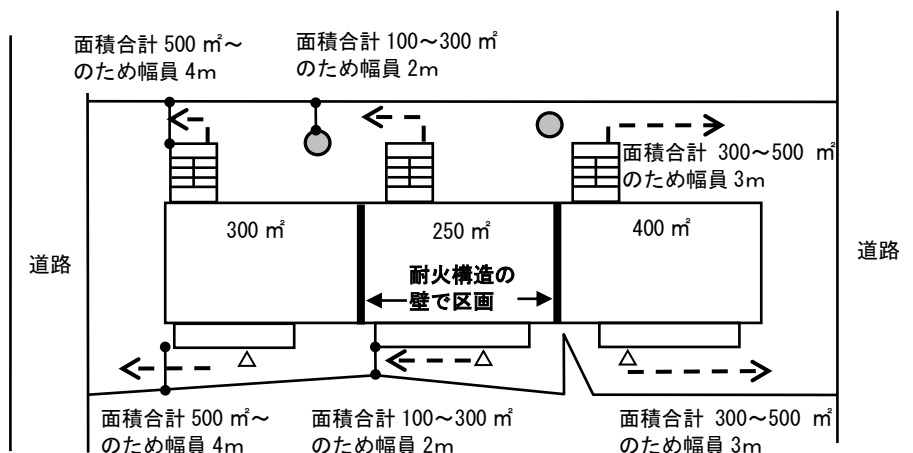 面積合計 500 ㎡～
のため幅員 4ｍ
面積合計 100～300 ㎡
のため幅員 2ｍ
面積合計 300～500 ㎡
のため幅員 3ｍ
300 ㎡
250 ㎡
400 ㎡
道路
道路
耐火構造の
壁で区画
面積合計 500 ㎡～
のため幅員 4ｍ
面積合計 100～300 ㎡
のため幅員 2ｍ
面積合計 300～500 ㎡
のため幅員 3ｍ